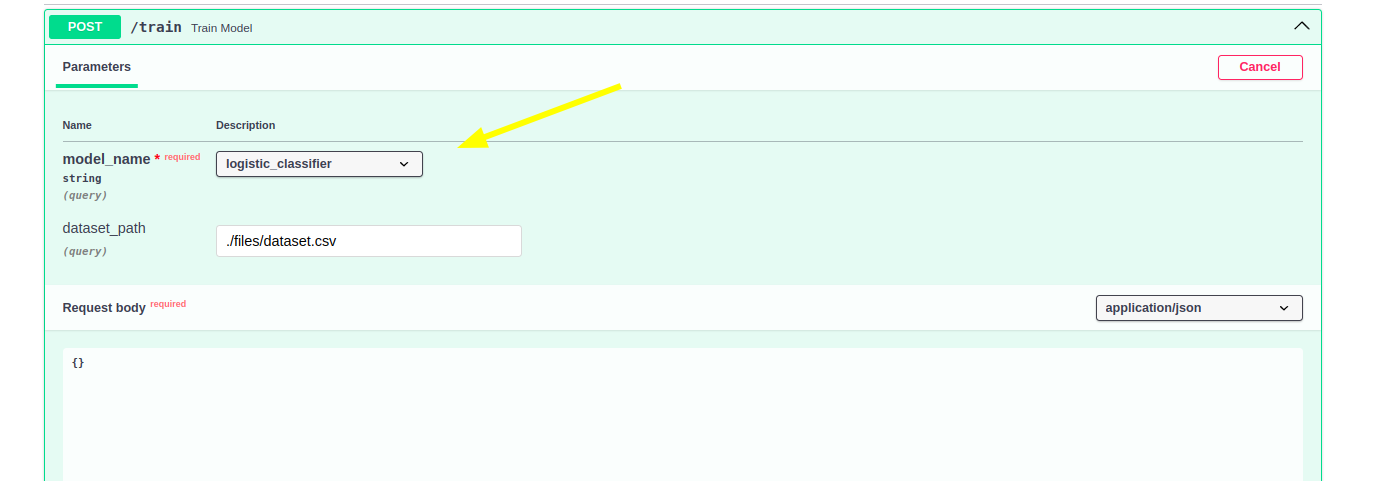 POST /train Train Model
Parameters
Cancel
Name Description
model_name * required
logistic_classifier
string
(query)
dataset_path
./files/dataset.csv
(query)
Request body required
application/json
{}